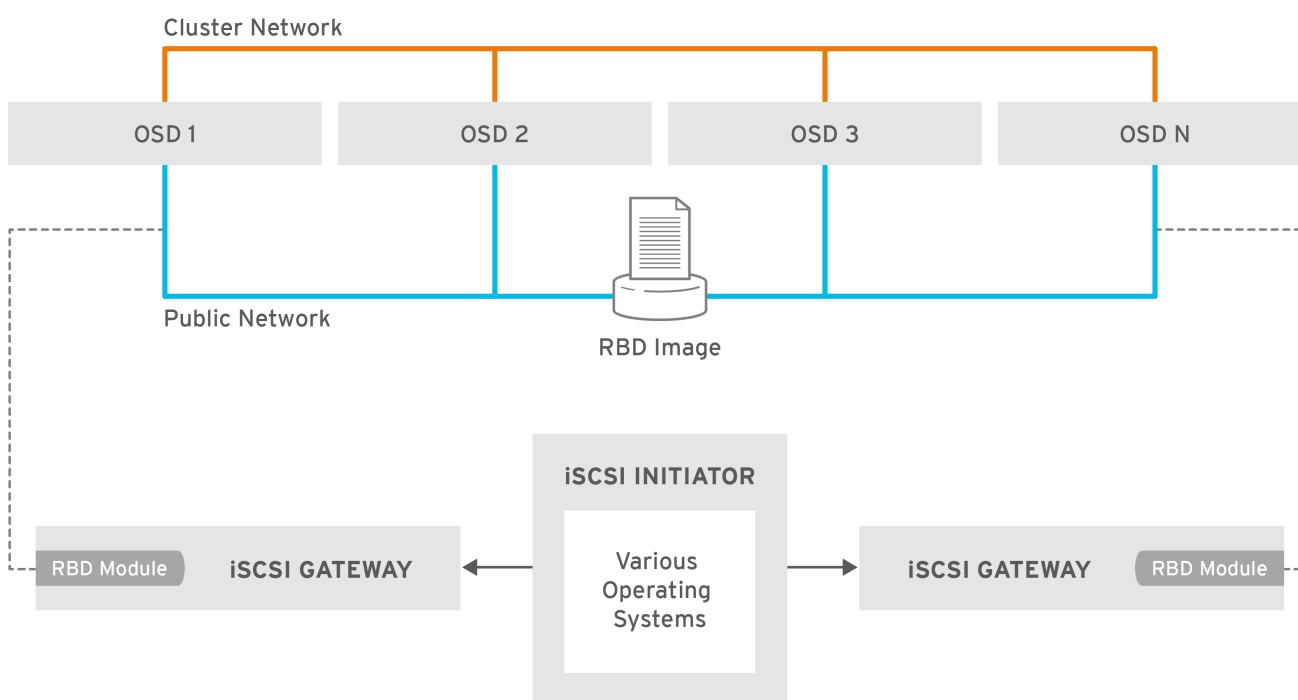 Cluster Network
OSD 1
OSD 2
OSD 3
OSD N
Public Network
RBD Image
iSCSI INITIATOR
RBD Module
iSCSI GATEWAY
Various
Operating
Systems
iSCSI GATEWAY
RBD Module